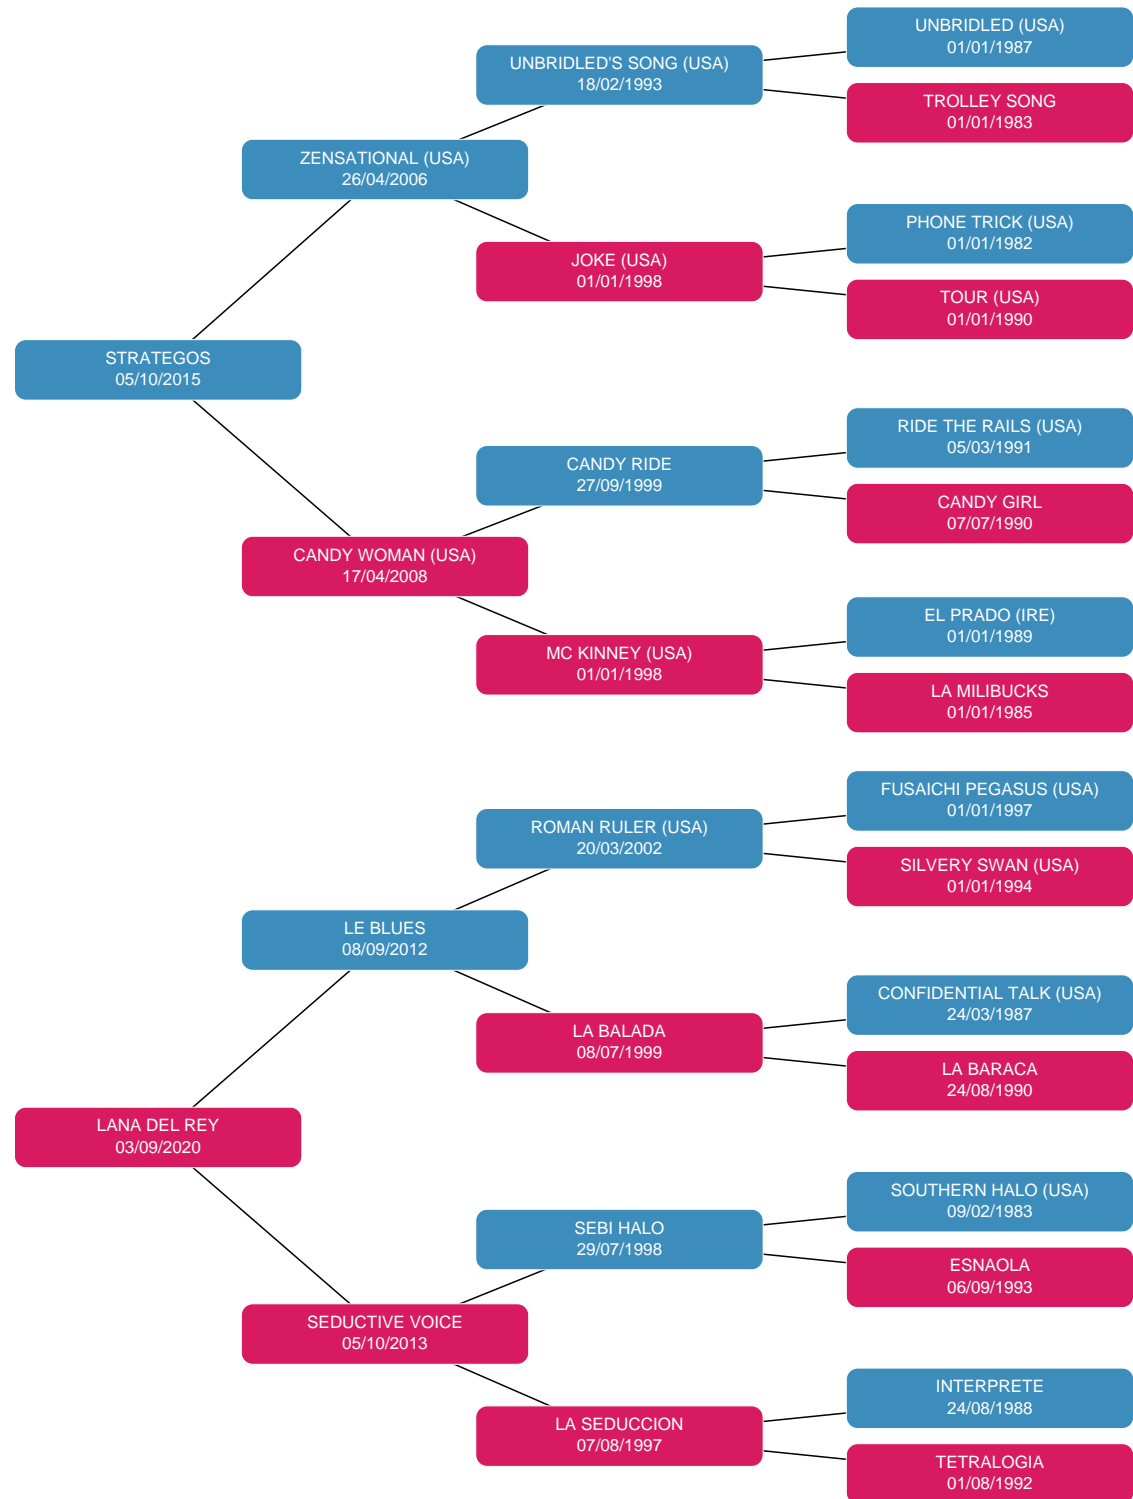 UNBRIDLED (USA)
01/01/1987
UNBRIDLED'S SONG (USA)
18/02/1993
TROLLEY SONG
01/01/1983
ZENSATIONAL (USA)
26/04/2006
PHONE TRICK (USA)
01/01/1982
JOKE (USA)
01/01/1998
TOUR (USA)
01/01/1990
STRATEGOS
05/10/2015
RIDE THE RAILS (USA)
05/03/1991
CANDY RIDE
27/09/1999
CANDY GIRL
07/07/1990
CANDY WOMAN (USA)
17/04/2008
EL PRADO (IRE)
01/01/1989
MC KINNEY (USA)
01/01/1998
LA MILIBUCKS
01/01/1985
FUSAICHI PEGASUS (USA)
01/01/1997
ROMAN RULER (USA)
20/03/2002
SILVERY SWAN (USA)
01/01/1994
LE BLUES
08/09/2012
CONFIDENTIAL TALK (USA)
24/03/1987
LA BALADA
08/07/1999
LA BARACA
24/08/1990
LANA DEL REY
03/09/2020
SOUTHERN HALO (USA)
09/02/1983
SEBI HALO
29/07/1998
ESNAOLA
06/09/1993
SEDUCTIVE VOICE
05/10/2013
INTERPRETE
24/08/1988
LA SEDUCCION
07/08/1997
TETRALOGIA
01/08/1992